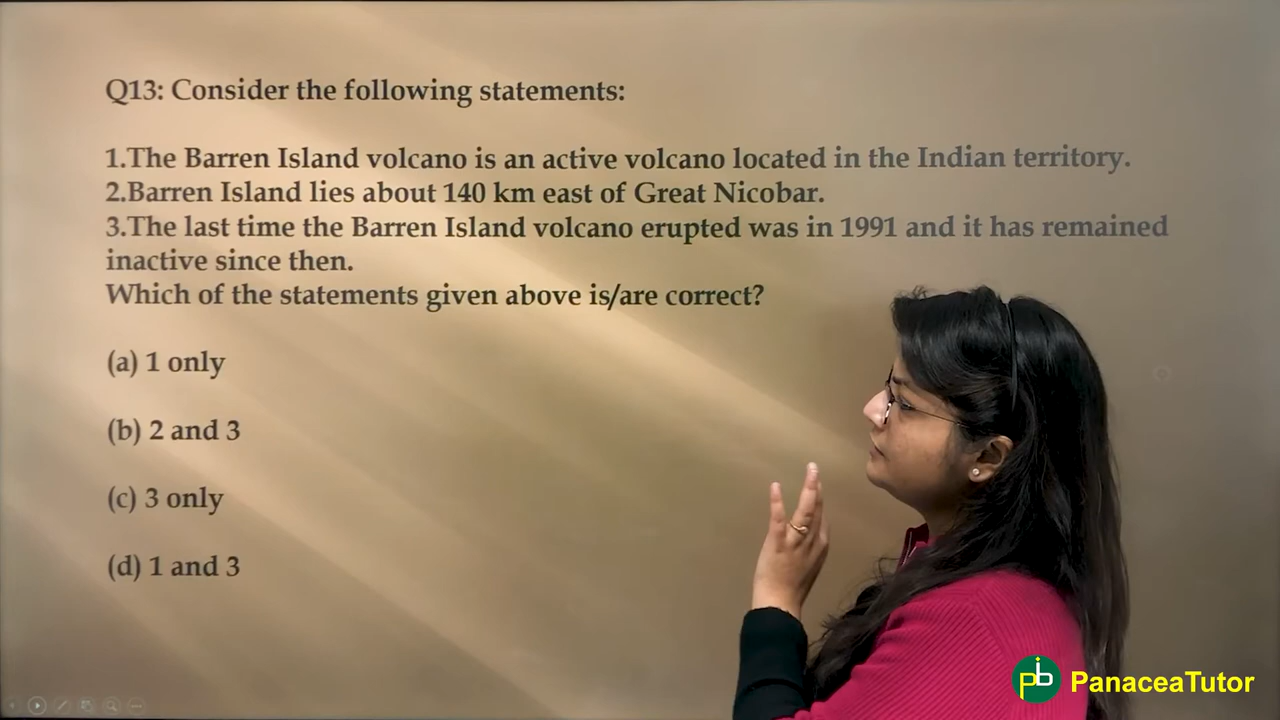 Q13: Consider the following statements:
1.The Barren Island volcano is an active volcano located in the Indian territory.
2.Barren Island lies about 140 km east of Great Nicobar.
3.The last time the Barren Island volcano erupted was in 1991 and it has remained
inactive since then.
Which of the statements given above is/are correct?
(a) 1 only
(b) 2 and 3
(c) 3 only
(d) 1 and 3
pib PanaceaTutor